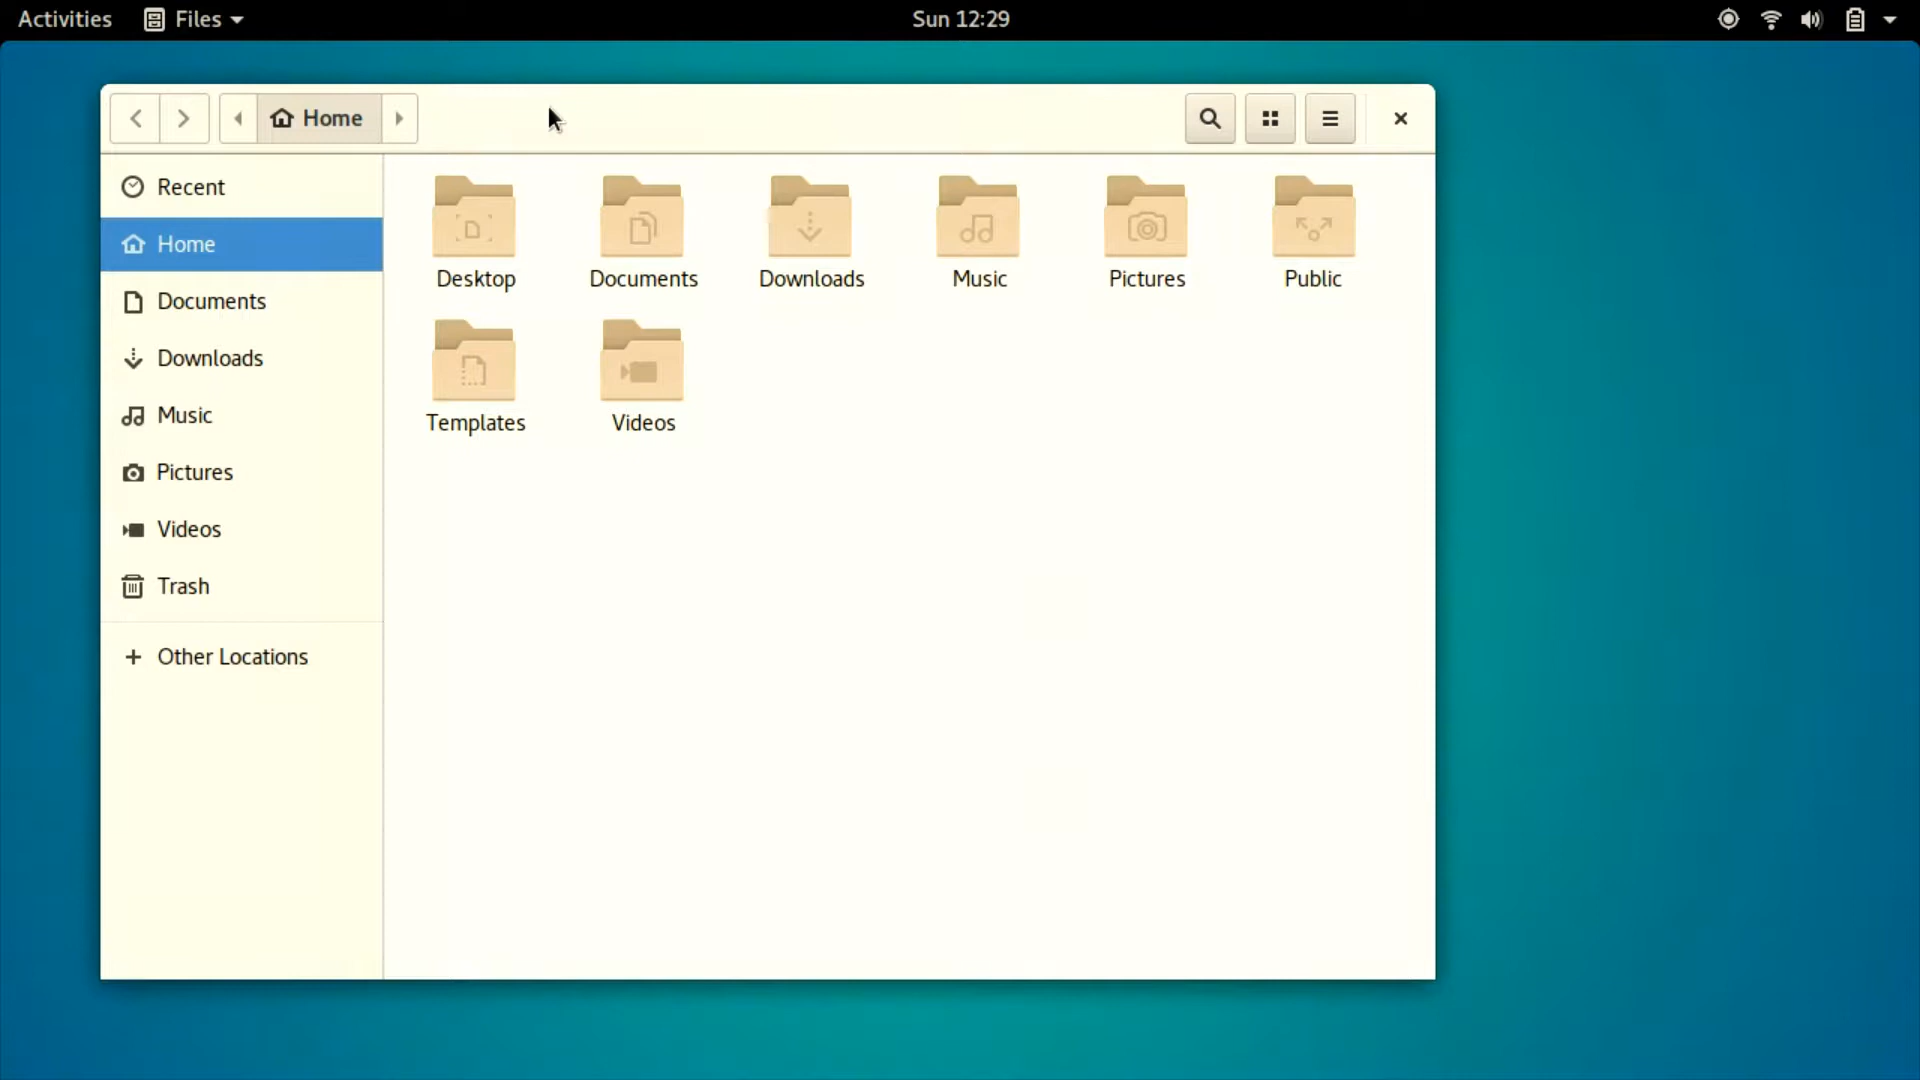 Activities
Files
Sun 12:29
Home
Recent
Home
Documents
Downloads
Music
Pictures
Videos
Trash
Other Locations
Desktop
Documents
Downloads
Music
Pictures
Public
Templates
Videos